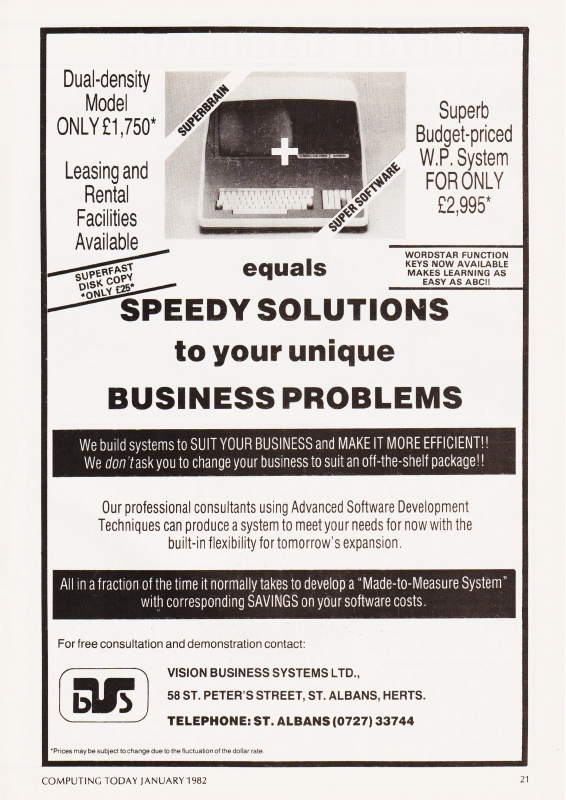 Dual-density
Model
ONLY £1,750*
Leasing and
Rental
Facilities
Available
SUPERBRAIN
+
SUPER SOFTWARE
Superb
Budget-priced
W.P. System
FOR ONLY
£2,995*
SUPERFAST
DISK COPY
*ONLY £25*
WORDSTAR FUNCTION
KEYS NOW AVAILABLE
MAKES LEARNING AS
EASY AS ABC!!
equals
SPEEDY SOLUTIONS
to your unique
BUSINESS PROBLEMS
We build systems to SUIT YOUR BUSINESS and MAKE IT MORE EFFICIENT!!
We don't ask you to change your business to suit an off-the-shelf package!!
Our professional consultants using Advanced Software Development
Techniques can produce a system to meet your needs for now with the
built-in flexibility for tomorrow's expansion.
All in a fraction of the time it normally takes to develop a "Made-to-Measure System"
with corresponding SAVINGS on your software costs.
For free consultation and demonstration contact:
bvs
VISION BUSINESS SYSTEMS LTD.,
58 ST. PETER'S STREET, ST. ALBANS, HERTS.
TELEPHONE: ST. ALBANS (0727) 33744
*Prices may be subject to change due to the fluctuation of the dollar rate.
COMPUTING TODAY JANUARY 1982
21